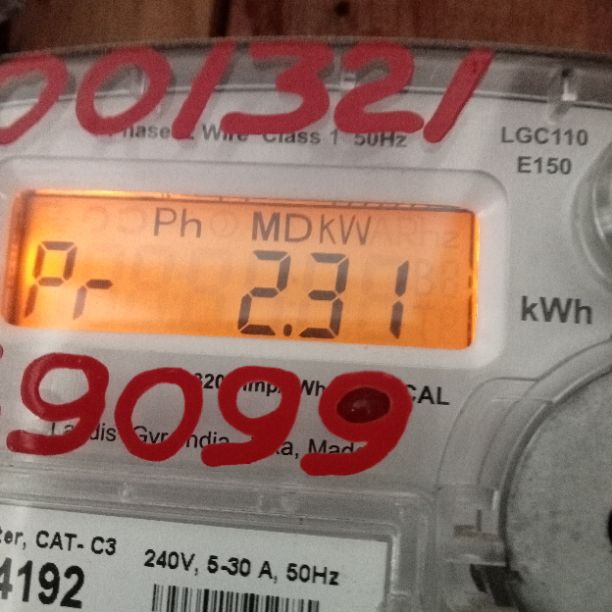 001321
Wire Class 1 50Hz
LGC110
E150
Ph MD kW
Pr 2.31
kWh
9099
CAL
CAT- C3
240V, 5-30 A, 50Hz
4192